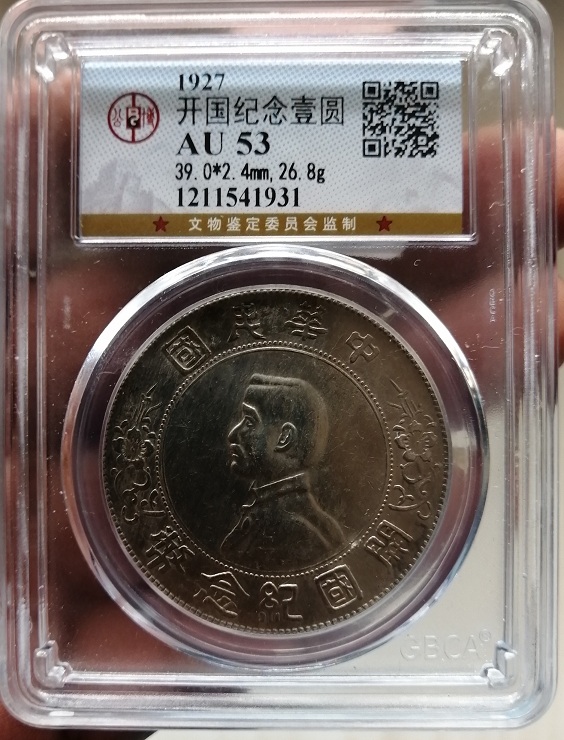 1927
开国纪念壹圆
AU 53
39.0*2.4mm,26.8g
1211541931
文物鉴定委员会监制
中華民國
開國紀念幣
GBCA®